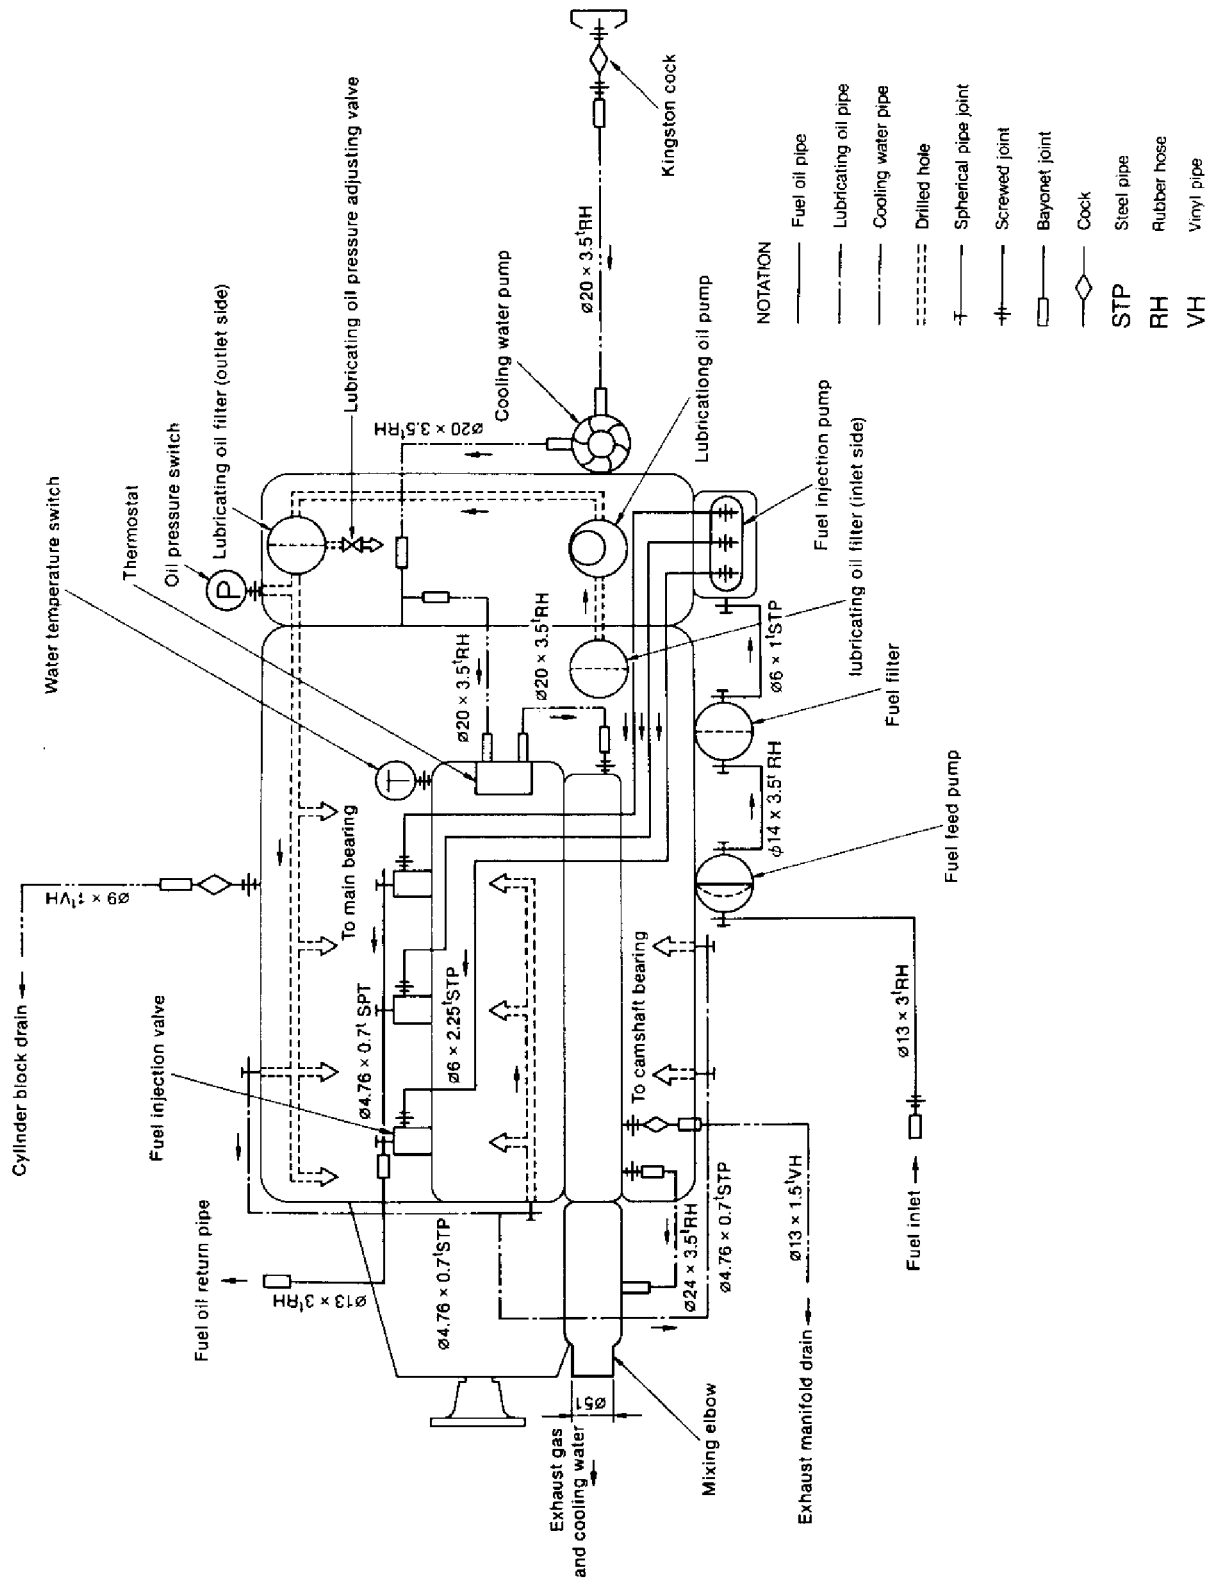 Cylinder block drain
Fuel injection valve
Fuel oil return pipe
Water temperature switch
Thermostat
Oil pressure switch
Lubricating oil filter (outlet side)
Lubricating oil pressure adjusting valve
Cooling water pump
Kingston cock
P
ø13 × 3ᵗRH
ø4.76 × 0.7ᵗSTP
ø4.76 × 0.7ᵗ SPT
ø6 × 2.25ᵗSTP
To main bearing
ø20 × 3.5ᵗRH
ø20 × 3.5ᵗRH
ø20 × 3.5ᵗRH
ø20 × 3.5ᵗRH
Lubricationg oil pump
Fuel injection pump
lubricating oil filter (inlet side)
ø6 × 1ᵗSTP
Fuel filter
ϕ14 × 3.5ᵗ RH
Fuel feed pump
To camshaft bearing
ø13 × 3ᵗRH
Fuel inlet
ø13 × 1.5ᵗVH
Exhaust manifold drain
ø24 × 3.5ᵗRH
ø4.76 × 0.7ᵗSTP
ø51
Mixing elbow
Exhaust gas
and cooling water
NOTATION
Fuel oil pipe
Lubricating oil pipe
Cooling water pipe
Drilled hole
Spherical pipe joint
Screwed joint
Bayonet joint
Cock
STP Steel pipe
RH Rubber hose
VH Vinyl pipe